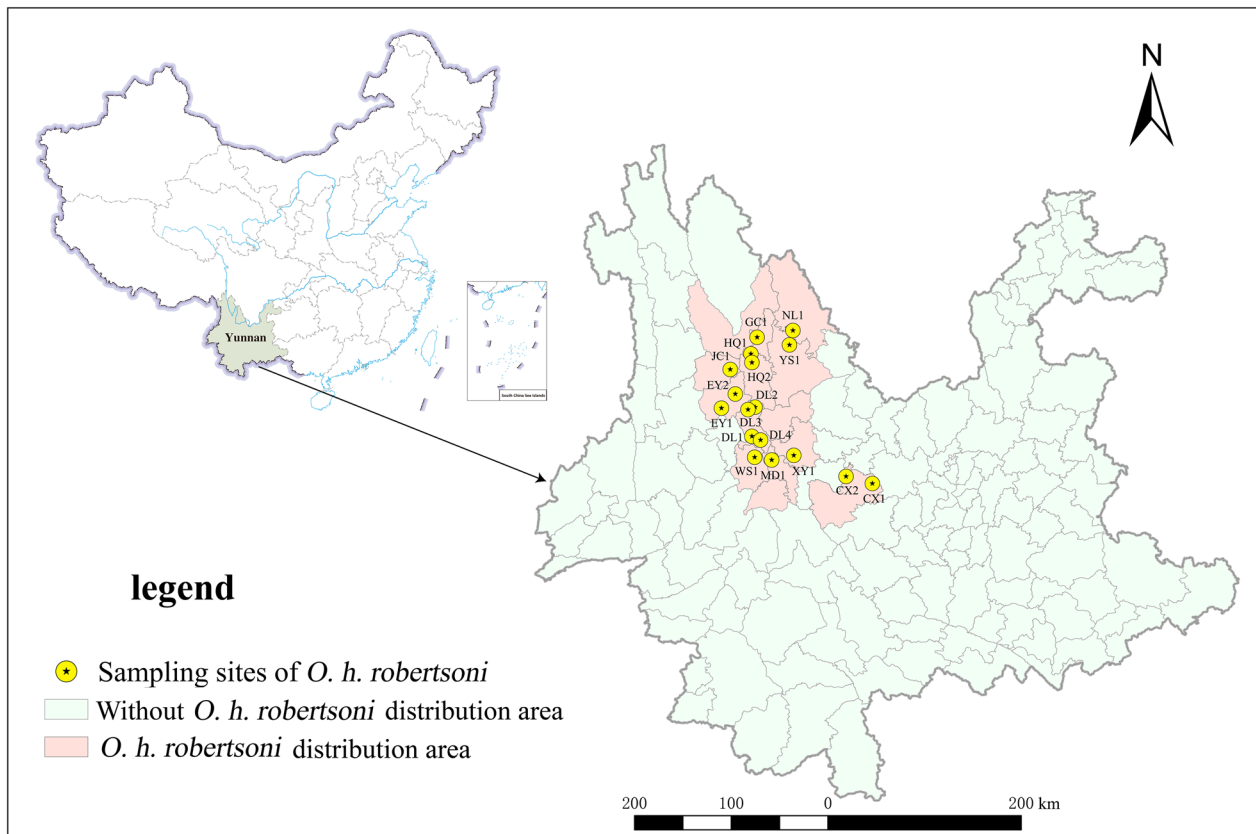 N
Yunnan
South China Sea Islands
NL1
GC1
YS1
HQ1
JC1
HQ2
EY2
DL2
EY1
DL3
DL1
DL4
WS1
MD1
XY1
CX2
CX1
legend
Sampling sites of O. h. robertsoni
Without O. h. robertsoni distribution area
O. h. robertsoni distribution area
200 100 0 200 km